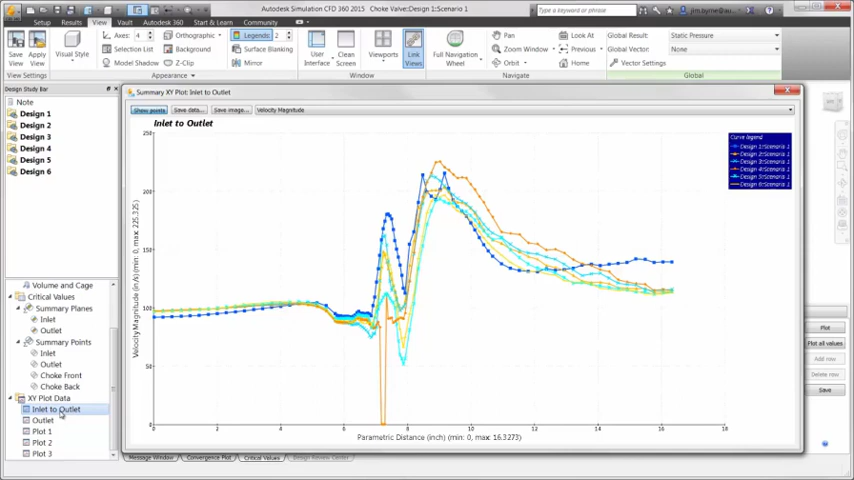 Autodesk Simulation CFD 360 2015 Choke Valve:Design 1:Scenario 1
Type a keyword or phrase
jim.byrne@au...
Setup Results View Vault Autodesk 360 Start & Learn Community
Save View
Apply View
View Settings
Visual Style
Axes 4
Selection List
Model Shadow
Orthographic
Background
Z-Clip
Legends 2
Surface Blanking
Mirror
Appearance
User Interface
Clean Screen
Viewports
Link Views
Window
Full Navigation Wheel
Pan
Zoom Window
Orbit
Look At
Previous
Home
Navigate
Global Result: Static Pressure
Global Vector: None
Vector Settings
Global
Design Study Bar
Note
Design 1
Design 2
Design 3
Design 4
Design 5
Design 6
Volume and Cage
Critical Values
Summary Planes
Inlet
Outlet
Summary Points
Inlet
Outlet
Choke Front
Choke Back
XY Plot Data
Inlet to Outlet
Outlet
Plot 1
Plot 2
Plot 3
Summary XY Plot: Inlet to Outlet
Show points Save data... Save image... Velocity Magnitude
Inlet to Outlet
250
200
150
100
50
0
Velocity Magnitude (in/s) (min: 0, max: 225.325)
0 2 4 6 8 10 12 14 16 18
Parametric Distance (inch) (min: 0, max: 16.3273)
Curve legend
Design 1:Scenario 1
Design 2:Scenario 1
Design 3:Scenario 1
Design 4:Scenario 1
Design 5:Scenario 1
Design 6:Scenario 1
Plot
Plot all values
Add row
Delete row
Save
Message Window Convergence Plot Critical Values Design Review Center